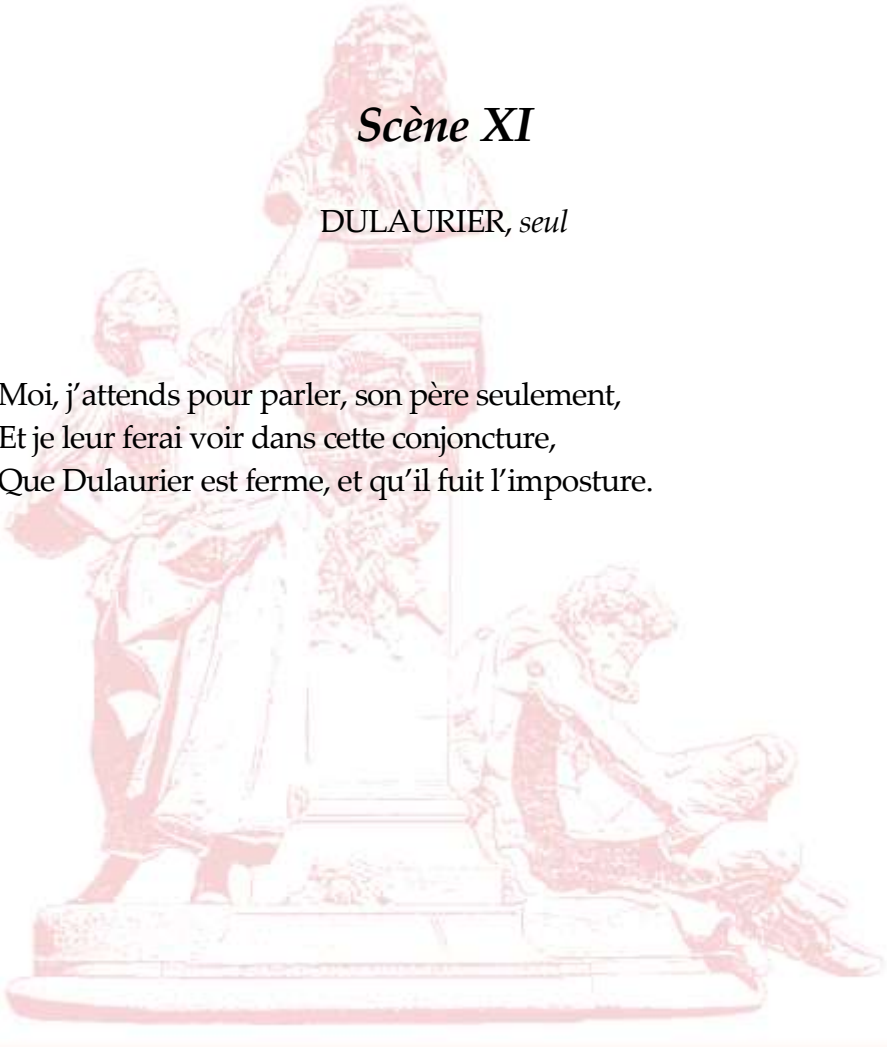 Scène XI
DULAURIER, seul
Moi, j’attends pour parler, son père seulement,
Et je leur ferai voir dans cette conjoncture,
Que Dulaurier est ferme, et qu’il fuit l’imposture.